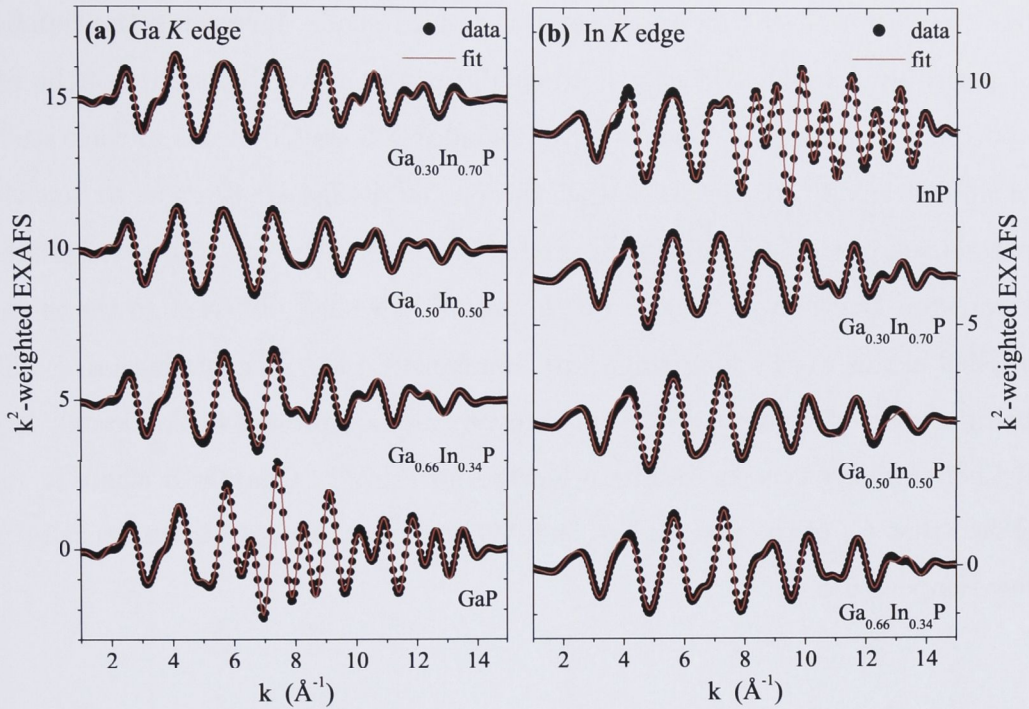 (a) Ga K edge
data
fit
15
Ga0.30In0.70P
10
Ga0.50In0.50P
5
Ga0.66In0.34P
0
GaP
k²-weighted EXAFS
2 4 6 8 10 12 14
k (Å⁻¹)
(b) In K edge
data
fit
10
InP
Ga0.30In0.70P
5
Ga0.50In0.50P
0
Ga0.66In0.34P
k²-weighted EXAFS
2 4 6 8 10 12 14
k (Å⁻¹)